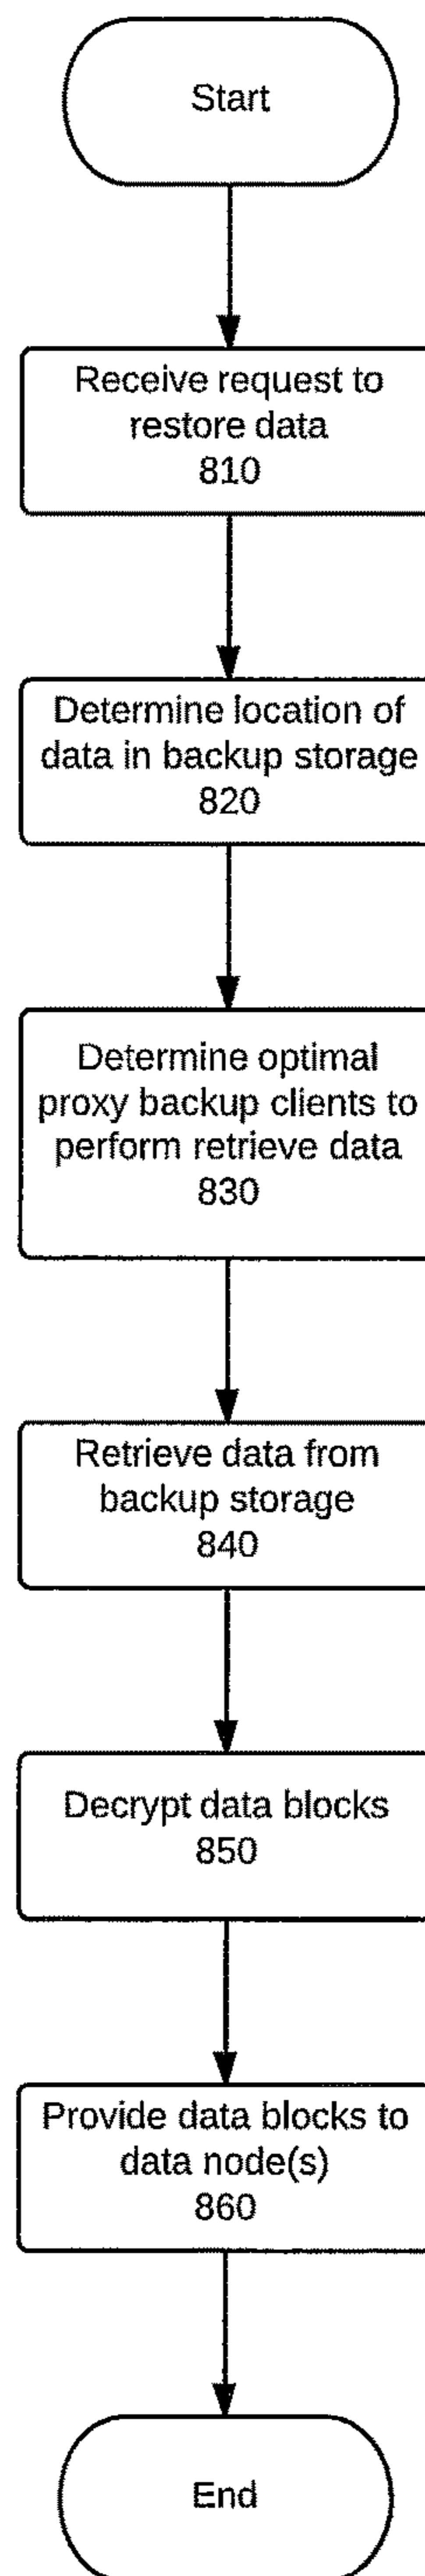 Start
Receive request to
restore data
810
Determine location of
data in backup storage
820
Determine optimal
proxy backup clients to
perform retrieve data
830
Retrieve data from
backup storage
840
Decrypt data blocks
850
Provide data blocks to
data node(s)
860
End